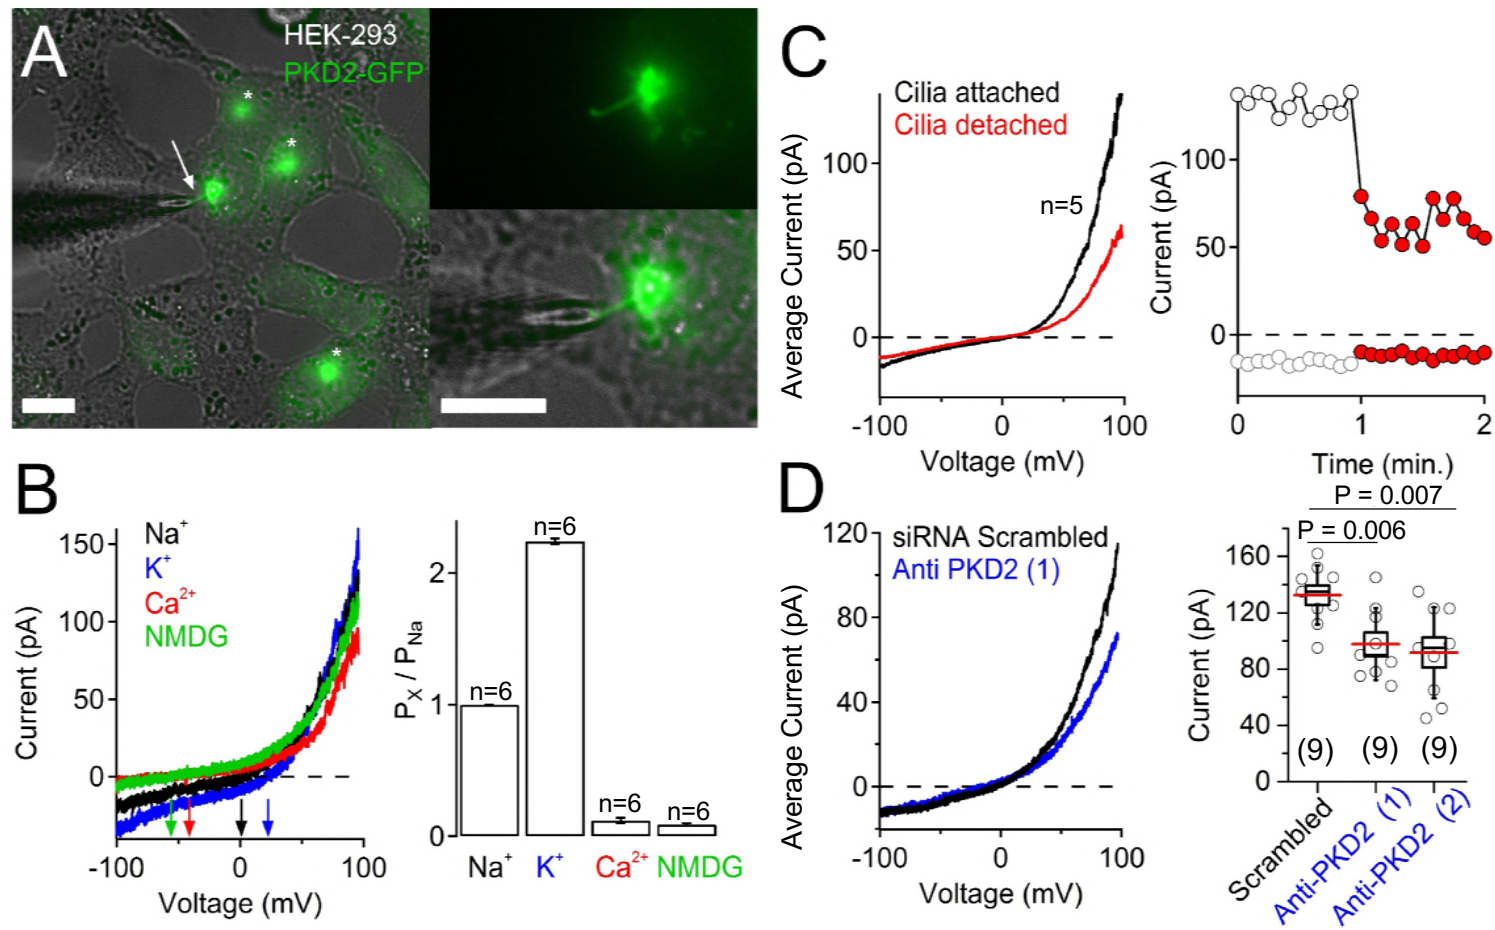 A
HEK-293
PKD2-GFP
*
*
*
B
Na⁺
K⁺
Ca²⁺
NMDG
150
100
50
0
-100
0
100
Current (pA)
Voltage (mV)
Pₓ / P_Na
2
1
0
n=6
n=6
n=6
n=6
Na⁺
K⁺
Ca²⁺
NMDG
C
Cilia attached
Cilia detached
n=5
Average Current (pA)
100
50
0
-100
0
100
Voltage (mV)
Current (pA)
100
50
0
0
1
2
Time (min.)
D
siRNA Scrambled
Anti PKD2 (1)
Average Current (pA)
120
80
40
0
-100
0
100
Voltage (mV)
P = 0.007
P = 0.006
Current (pA)
160
120
80
40
0
(9)
(9)
(9)
Scrambled
Anti-PKD2 (1)
Anti-PKD2 (2)